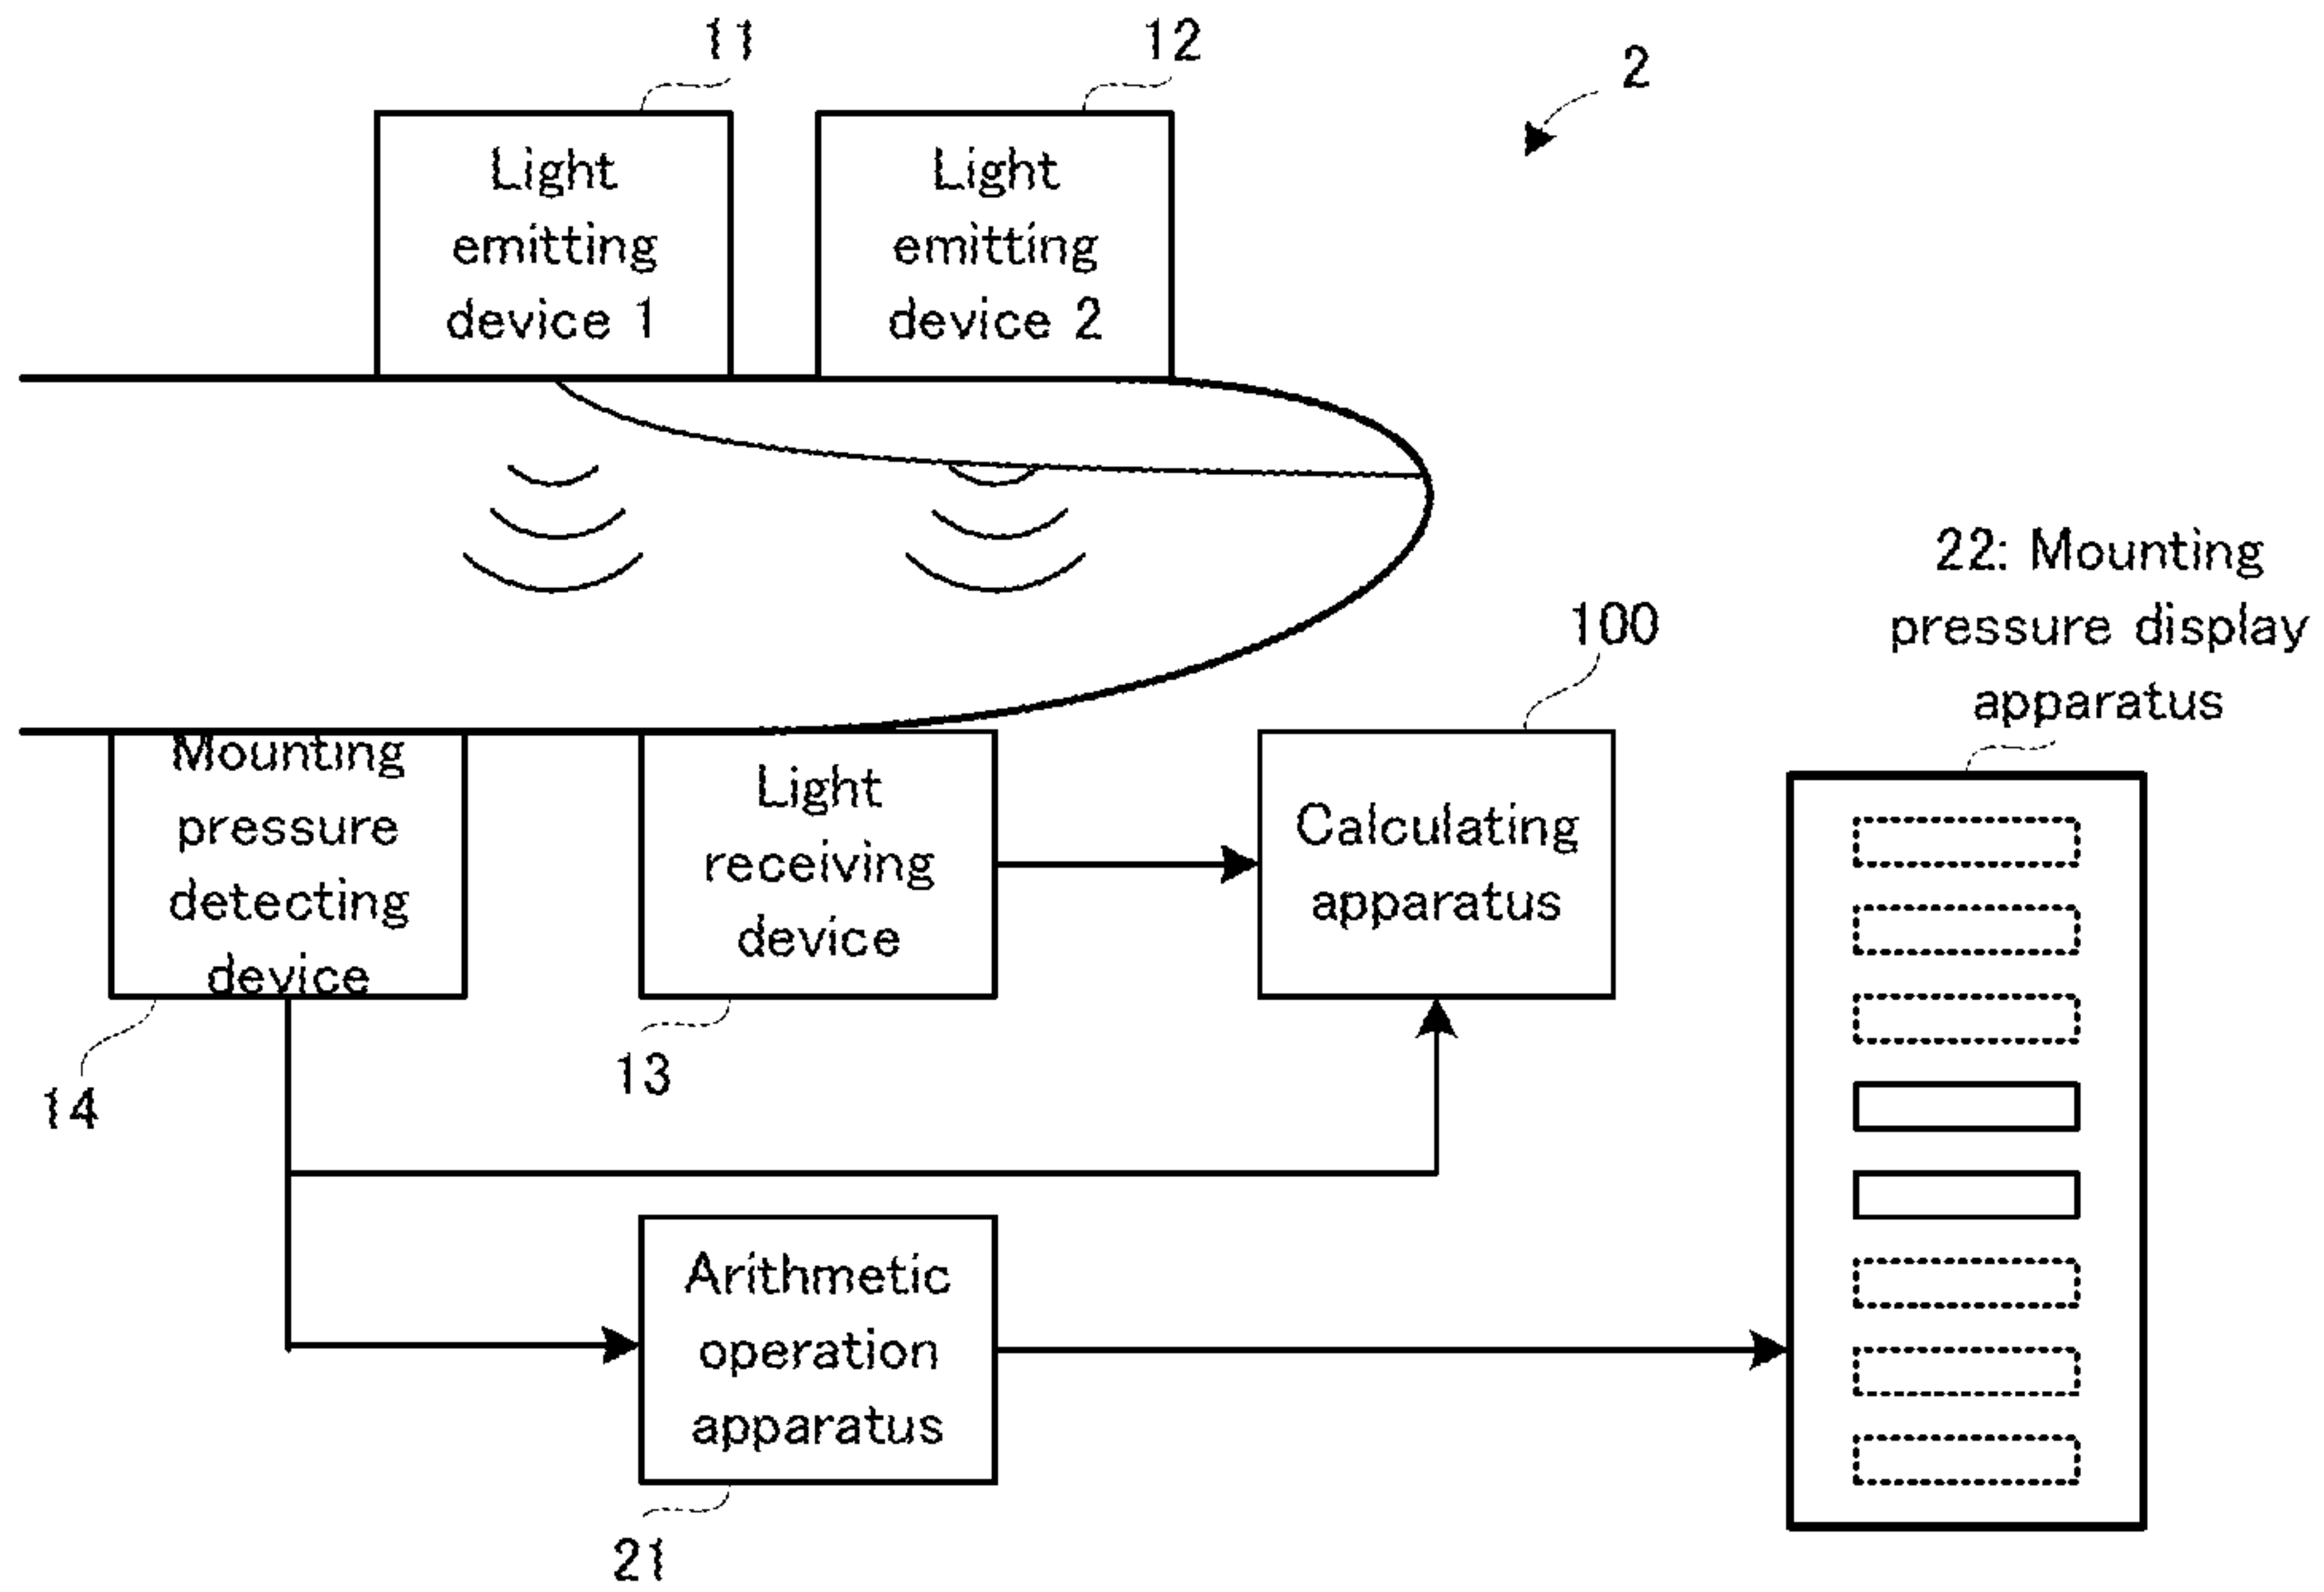 11
12
2
Light
emitting
device 1
Light
emitting
device 2
22: Mounting
pressure display
apparatus
100
Mounting
pressure
detecting
device
Light
receiving
device
Calculating
apparatus
14
13
Arithmetic
operation
apparatus
21